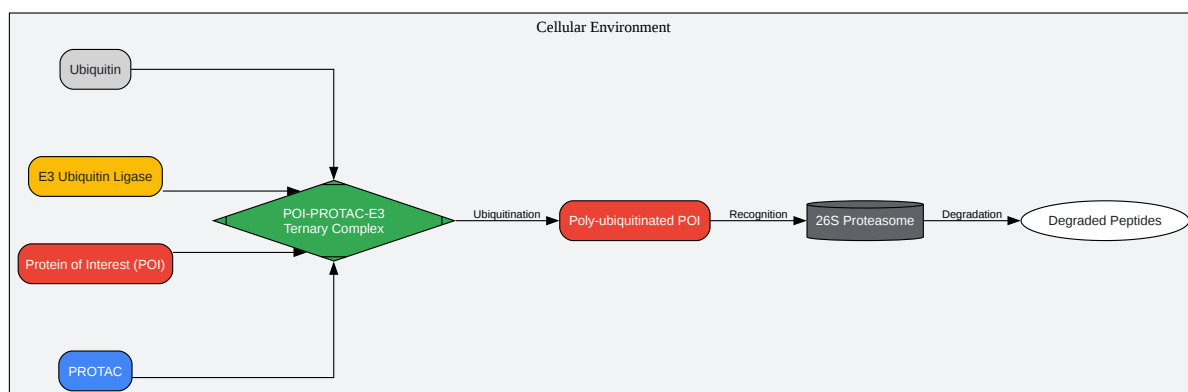 Cellular Environment
Ubiquitin
E3 Ubiquitin Ligase
Protein of Interest (POI)
PROTAC
POI-PROTAC-E3
Ternary Complex
Ubiquitination
Poly-ubiquitinated POI
Recognition
26S Proteasome
Degradation
Degraded Peptides